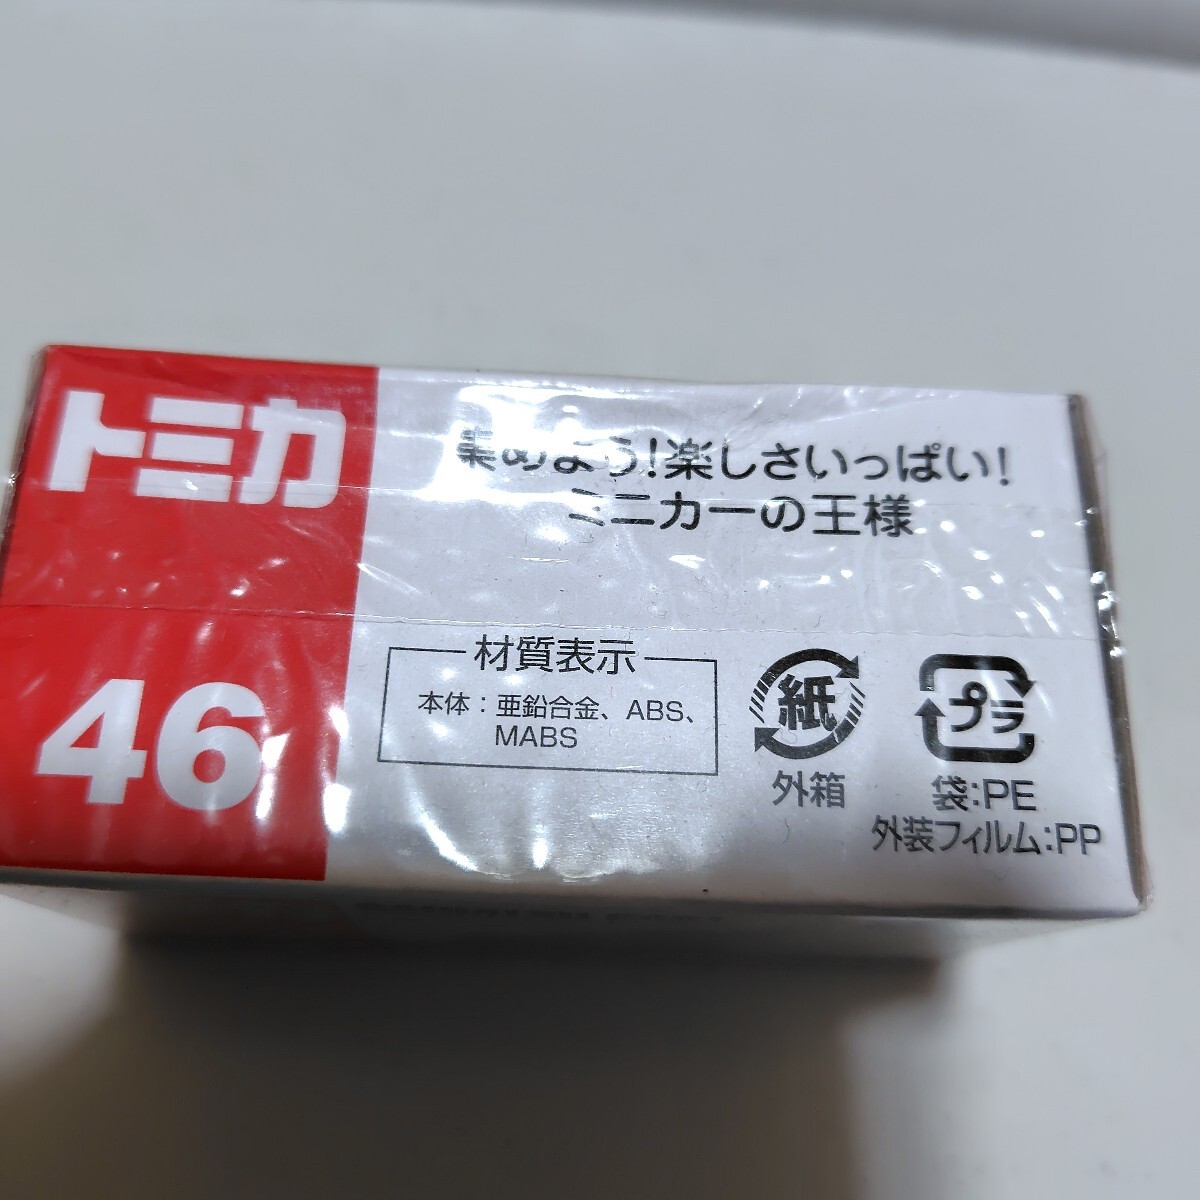 トミカ
集めよう!楽しさいっぱい!
ミニカーの王様
46
材質表示
本体:亜鉛合金、ABS、
MABS
紙
外箱
プラ
袋:PE
外装フィルム:PP